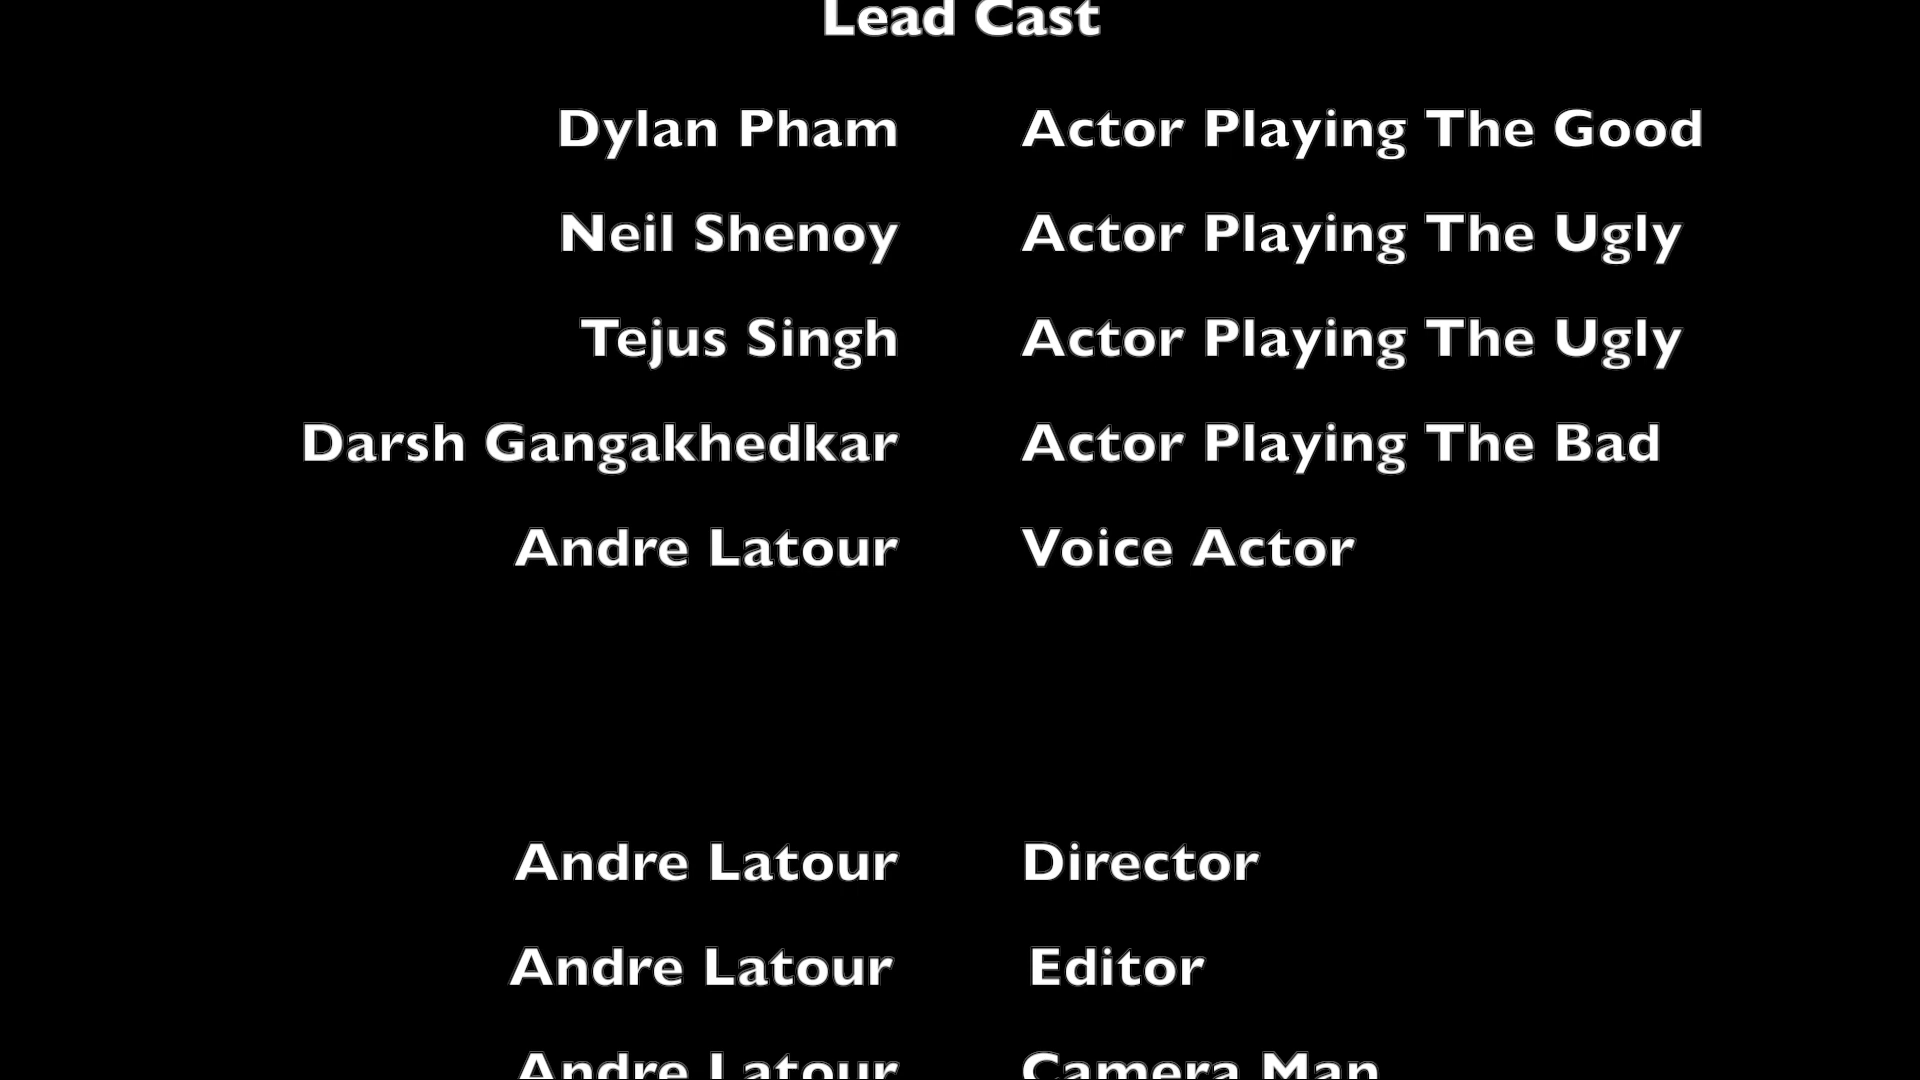 Lead Cast
Dylan Pham Actor Playing The Good
Neil Shenoy Actor Playing The Ugly
Tejus Singh Actor Playing The Ugly
Darsh Gangakhedkar Actor Playing The Bad
Andre Latour Voice Actor
Andre Latour Director
Andre Latour Editor
Andre Latour Camera Man